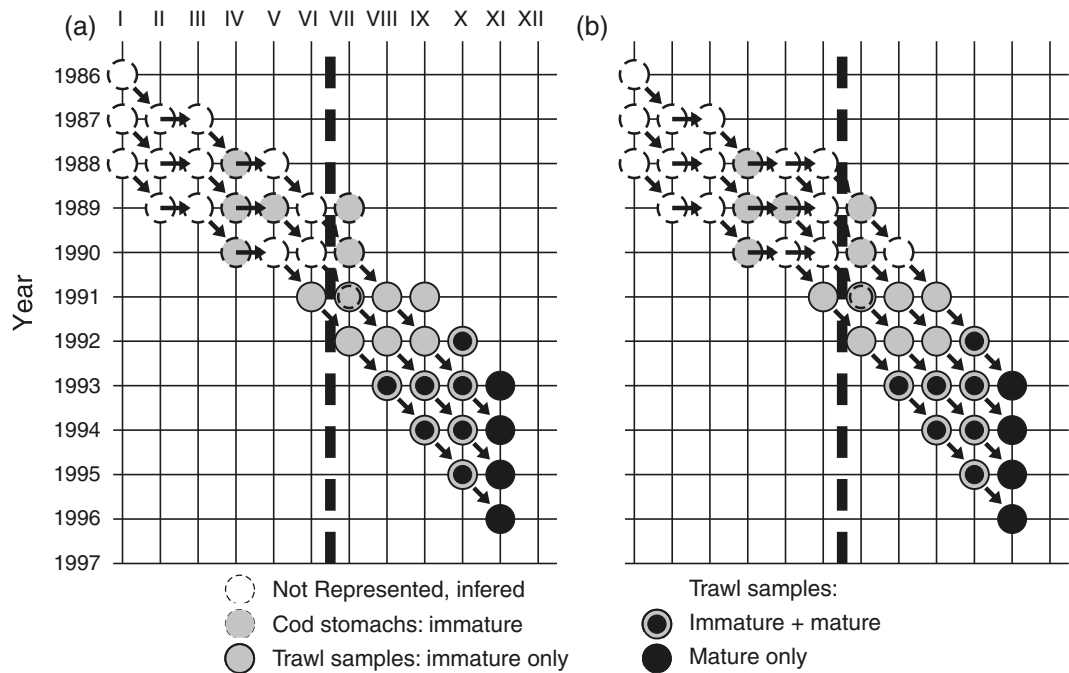 (a) I II III IV V VI VII VIII IX X XI XII (b)
1986
1987
1988
1989
1990
1991
1992
1993
1994
1995
1996
1997
Year
Not Represented, infered
Cod stomachs: immature
Trawl samples: immature only
Trawl samples:
Immature + mature
Mature only